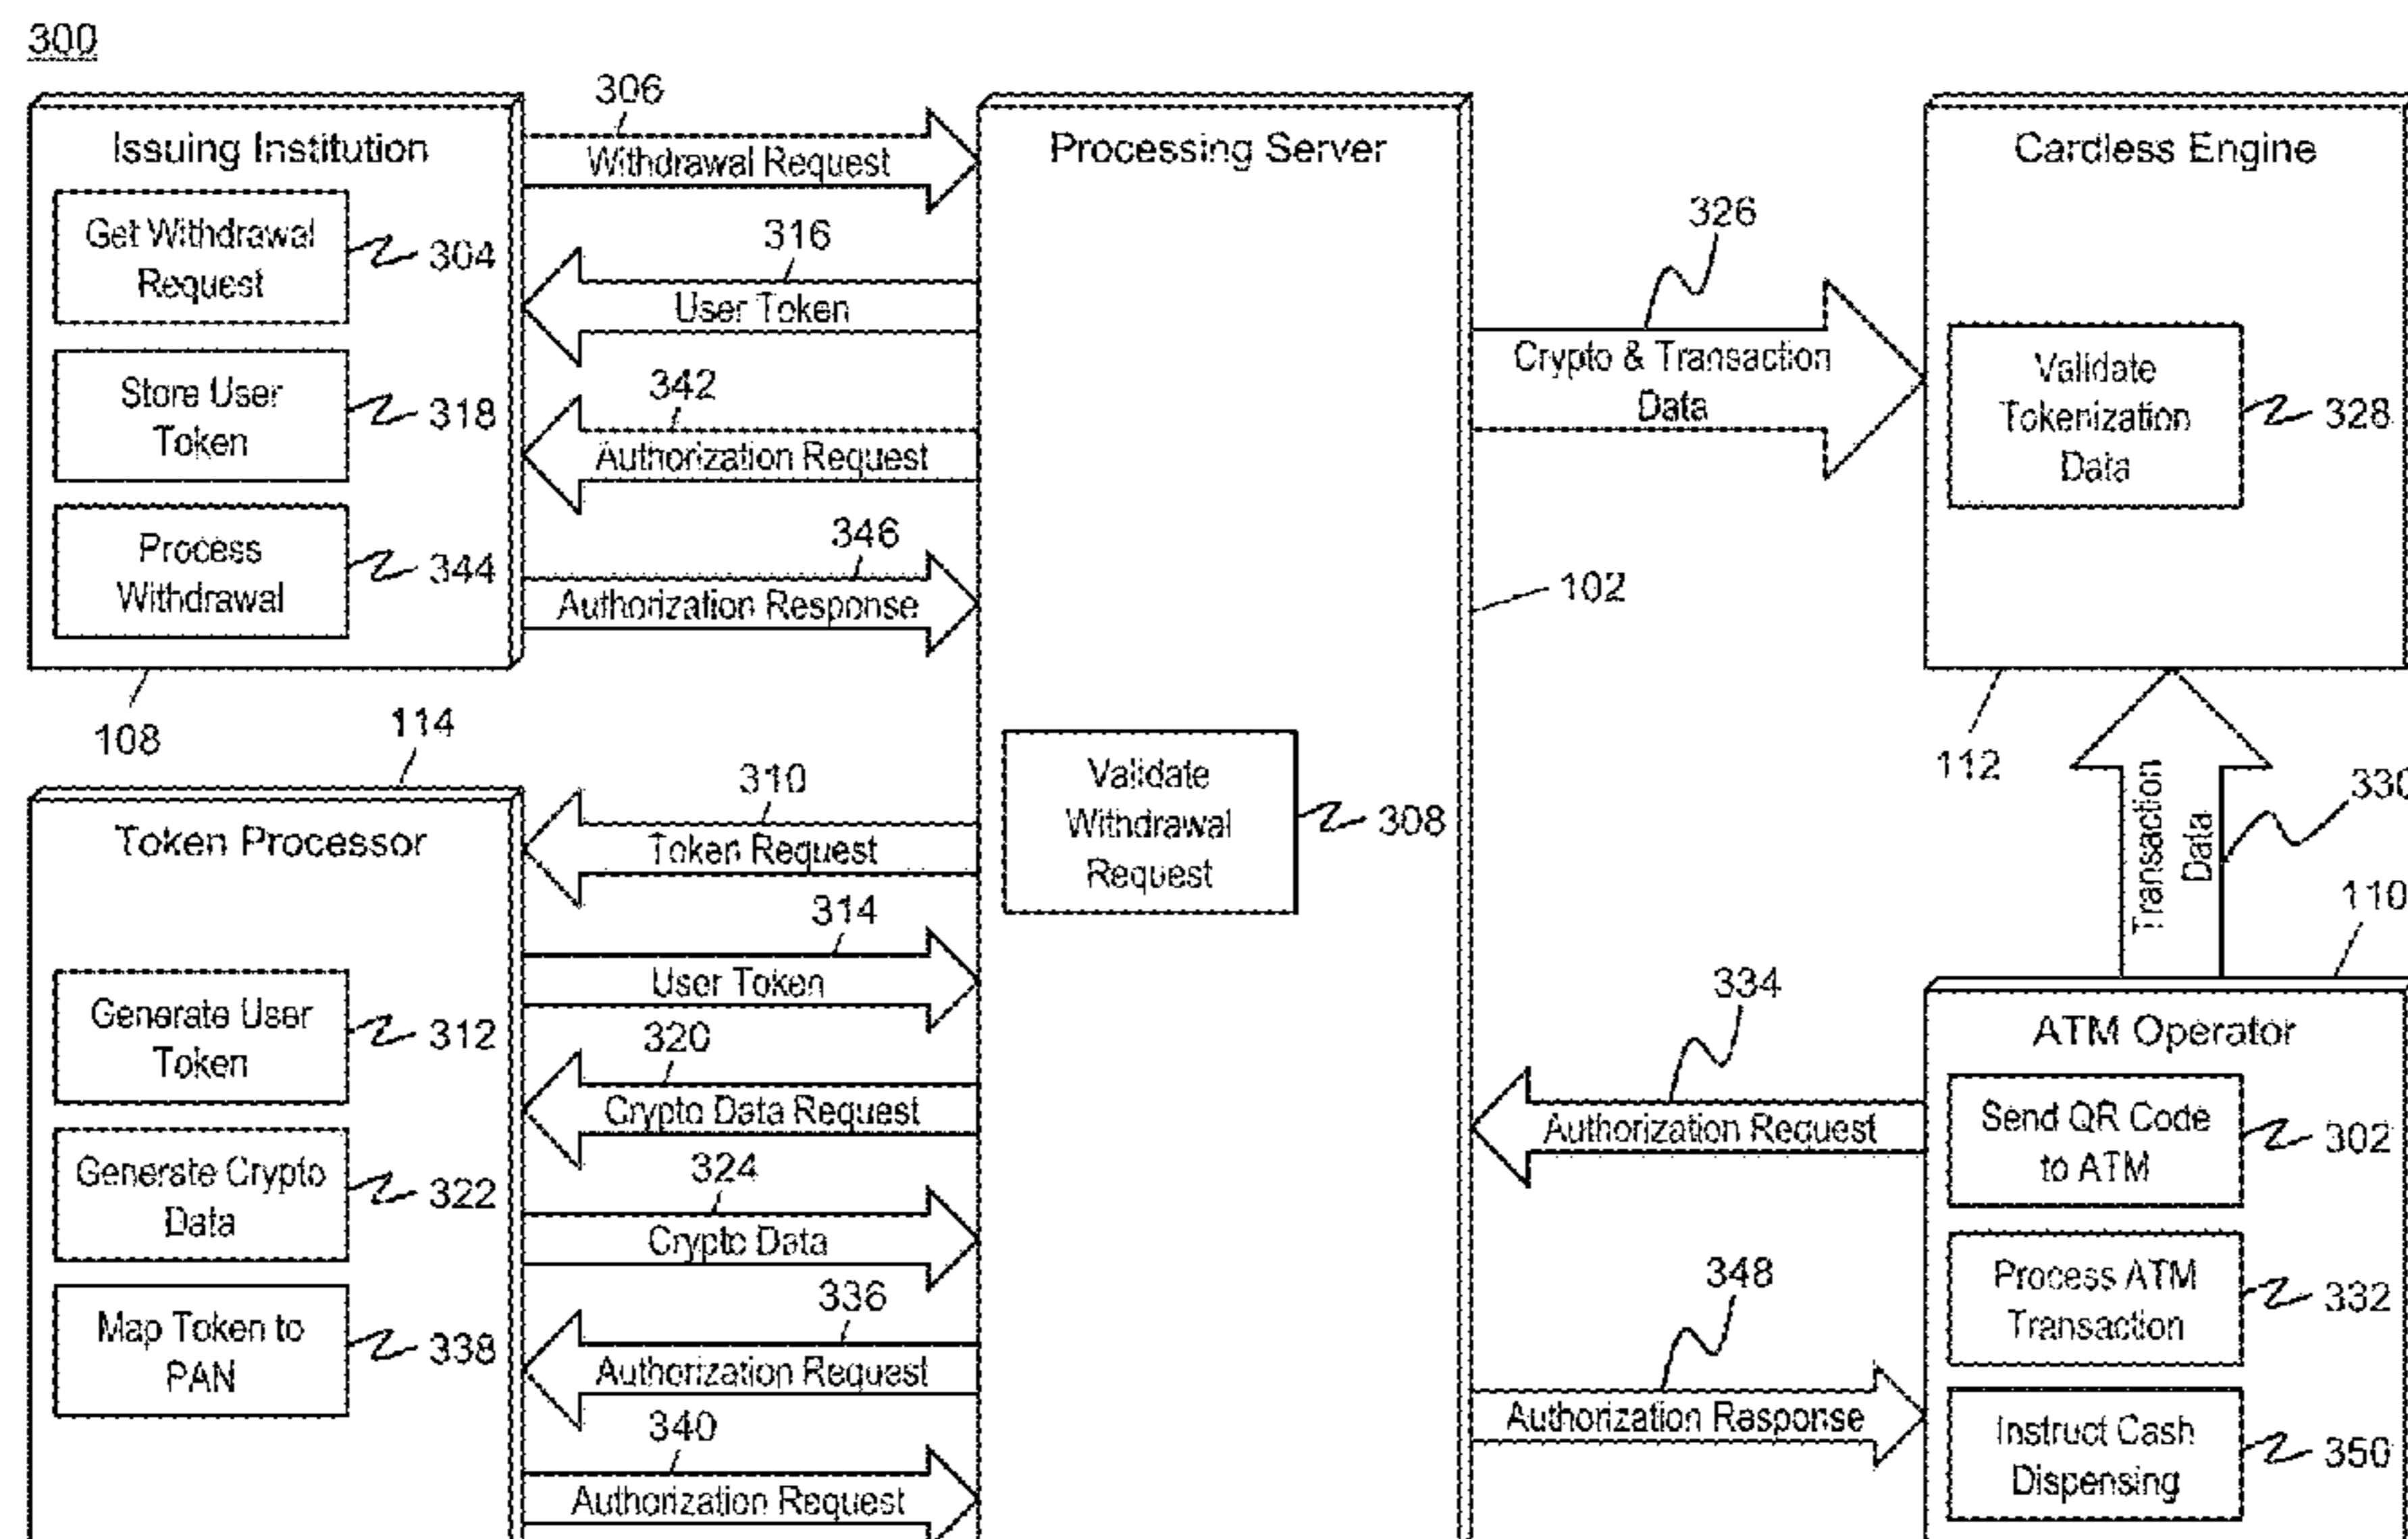 300
306
Issuing Institution
Withdrawal Request
Get Withdrawal
Request
304
316
User Token
Store User
Token
318
342
Authorization Request
Process
Withdrawal
344
346
Authorization Response
108
Processing Server
102
Validate
Withdrawal
Request
308
Cardless Engine
326
Crypto & Transaction
Data
Validate
Tokenization
Data
328
112
Transaction
Data
330
114
Token Processor
310
Token Request
314
User Token
Generate User
Token
312
320
Crypto Data Request
Generate Crypto
Data
322
324
Crypto Data
Map Token to
PAN
338
336
Authorization Request
340
Authorization Request
110
ATM Operator
334
Authorization Request
Send QR Code
to ATM
302
Process ATM
Transaction
332
348
Authorization Response
Instruct Cash
Dispensing
350